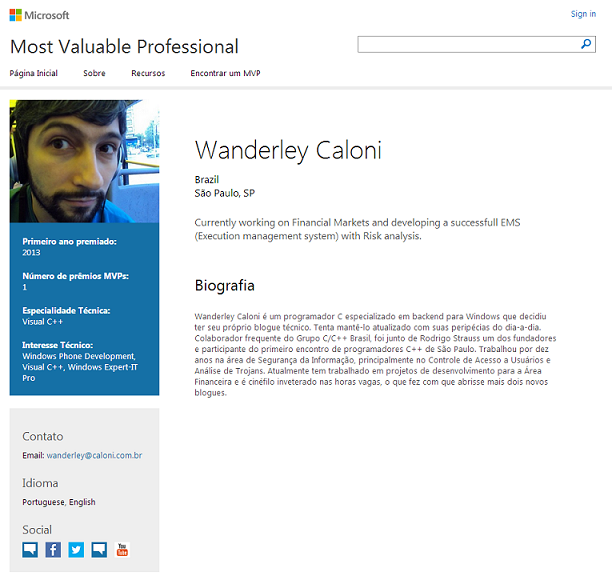 Microsoft
Sign in
Most Valuable Professional
Página Inicial Sobre Recursos Encontrar um MVP
Wanderley Caloni
Brazil
São Paulo, SP
Currently working on Financial Markets and developing a successfull EMS
(Execution management system) with Risk analysis.
Primeiro ano premiado:
2013
Número de prêmios MVPs:
1
Especialidade Técnica:
Visual C++
Interesse Técnico:
Windows Phone Development,
Visual C++, Windows Expert-IT
Pro
Biografia
Wanderley Caloni é um programador C especializado em backend para Windows que decidiu
ter seu próprio blogue técnico. Tenta mantê-lo atualizado com suas peripécias do dia-a-dia.
Colaborador frequente do Grupo C/C++ Brasil, foi junto de Rodrigo Strauss um dos fundadores
e participante do primeiro encontro de programadores C++ de São Paulo. Trabalhou por dez
anos na área de Segurança da Informação, principalmente no Controle de Acesso a Usuários e
Análise de Trojans. Atualmente tem trabalhado em projetos de desenvolvimento para a Área
Financeira e é cinéfilo inveterado nas horas vagas, o que fez com que abrisse mais dois novos
blogues.
Contato
Email: wanderley@caloni.com.br
Idioma
Portuguese, English
Social
You Tube